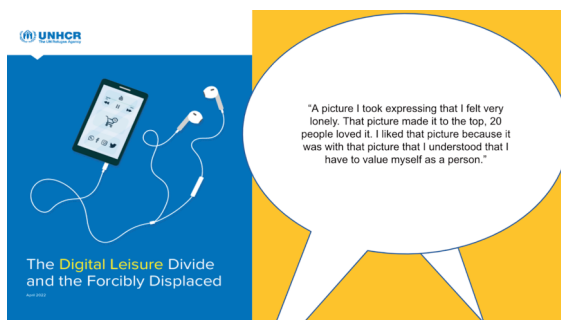 UNHCR
The UN Refugee Agency
The Digital Leisure Divide
and the Forcibly Displaced
April 2022
"A picture I took expressing that I felt very
lonely. That picture made it to the top, 20
people loved it. I liked that picture because it
was with that picture that I understood that I
have to value myself as a person."